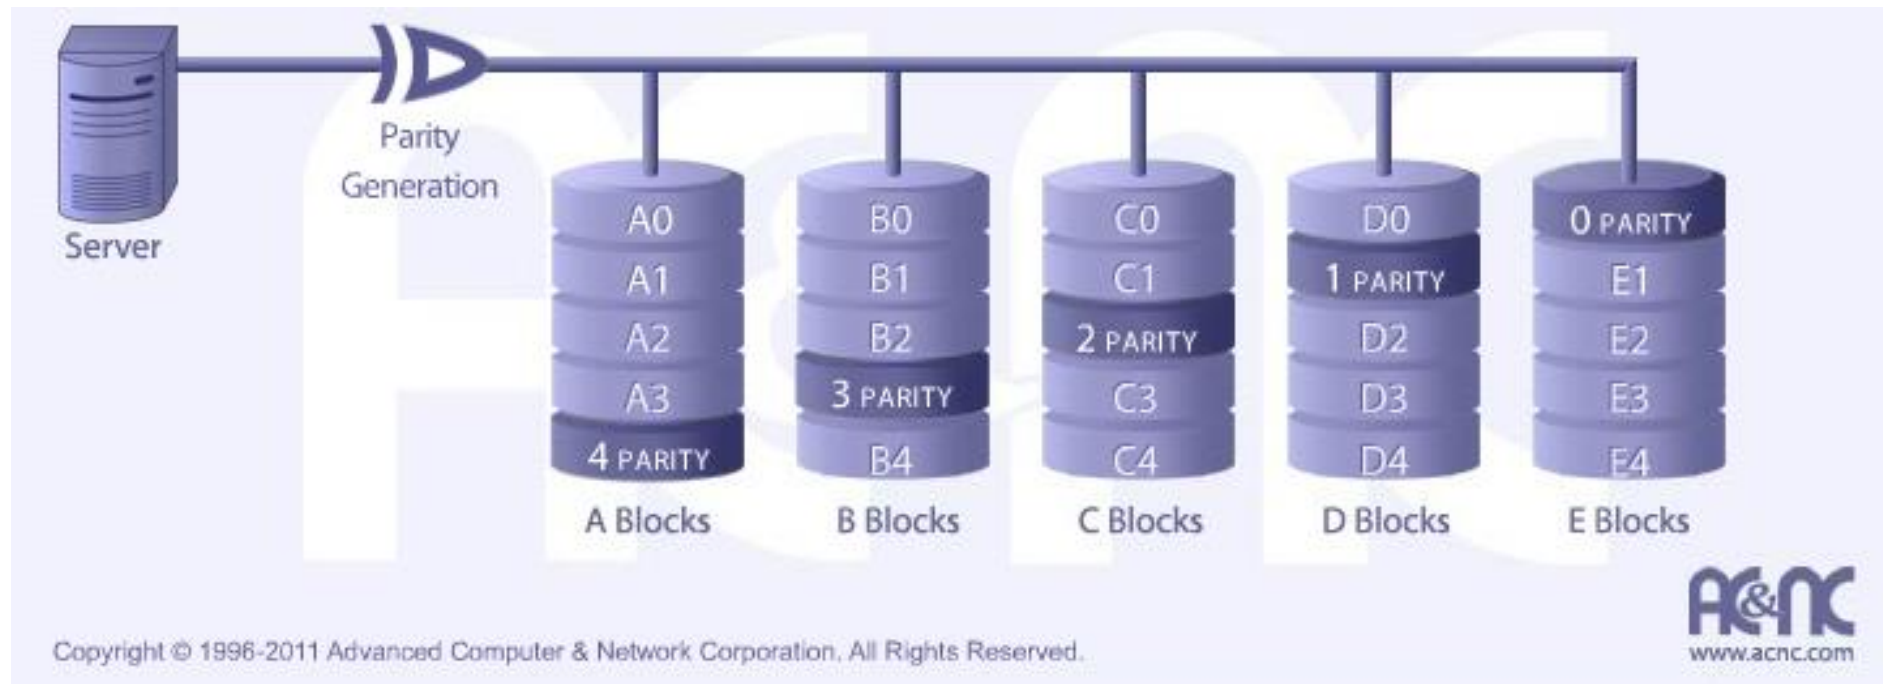 Server
Parity
Generation
A0
A1
A2
A3
4 PARITY
A Blocks
B0
B1
B2
3 PARITY
B4
B Blocks
C0
C1
2 PARITY
C3
C4
C Blocks
D0
1 PARITY
D2
D3
D4
D Blocks
0 PARITY
E1
E2
E3
E4
E Blocks
Copyright © 1996-2011 Advanced Computer & Network Corporation. All Rights Reserved.
AC&NC
www.acnc.com